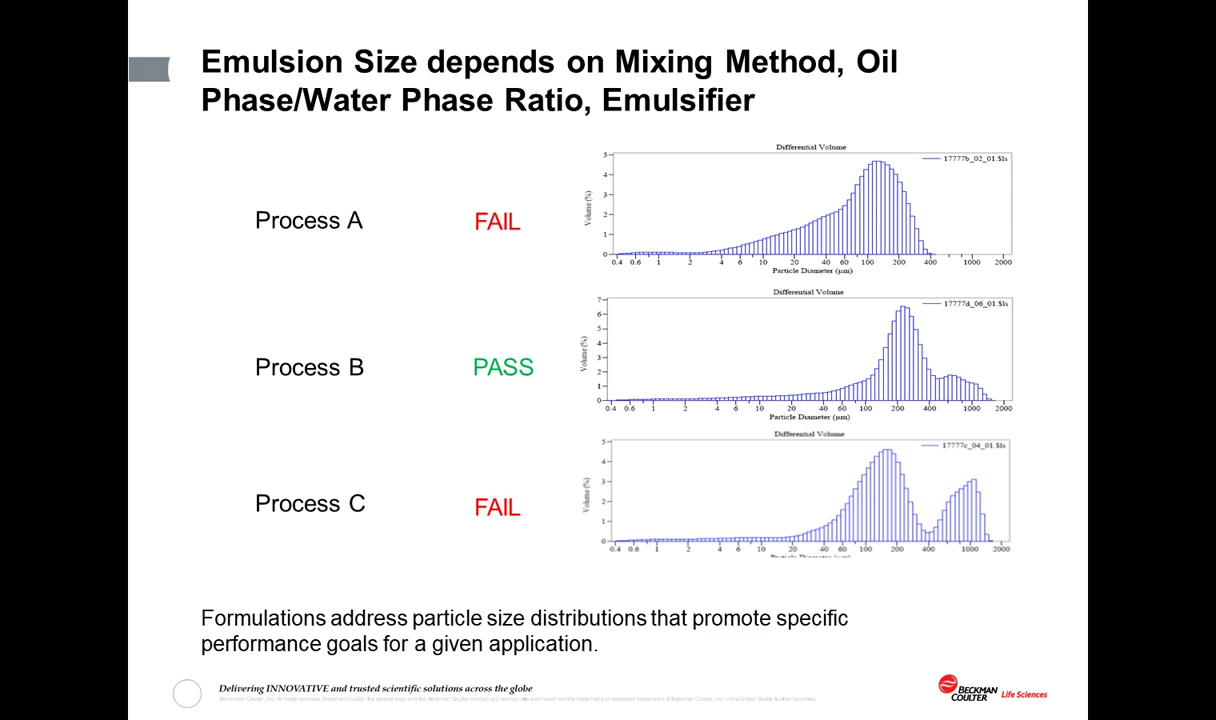 Emulsion Size depends on Mixing Method, Oil
Phase/Water Phase Ratio, Emulsifier
Process A
FAIL
Differential Volume
17777b_02_01.$ls
Volume (%)
5
4
3
2
1
0
0.4 0.6 1 2 4 6 10 20 40 60 100 200 400 1000 2000
Particle Diameter (µm)
Process B
PASS
Differential Volume
17777d_06_01.$ls
Volume (%)
7
6
5
4
3
2
1
0
0.4 0.6 1 2 4 6 10 20 40 60 100 200 400 1000 2000
Particle Diameter (µm)
Process C
FAIL
Differential Volume
17777c_04_01.$ls
Volume (%)
5
4
3
2
1
0
0.4 0.6 1 2 4 6 10 20 40 60 100 200 400 1000 2000
Formulations address particle size distributions that promote specific
performance goals for a given application.
Delivering INNOVATIVE and trusted scientific solutions across the globe
BECKMAN
COULTER
Life Sciences